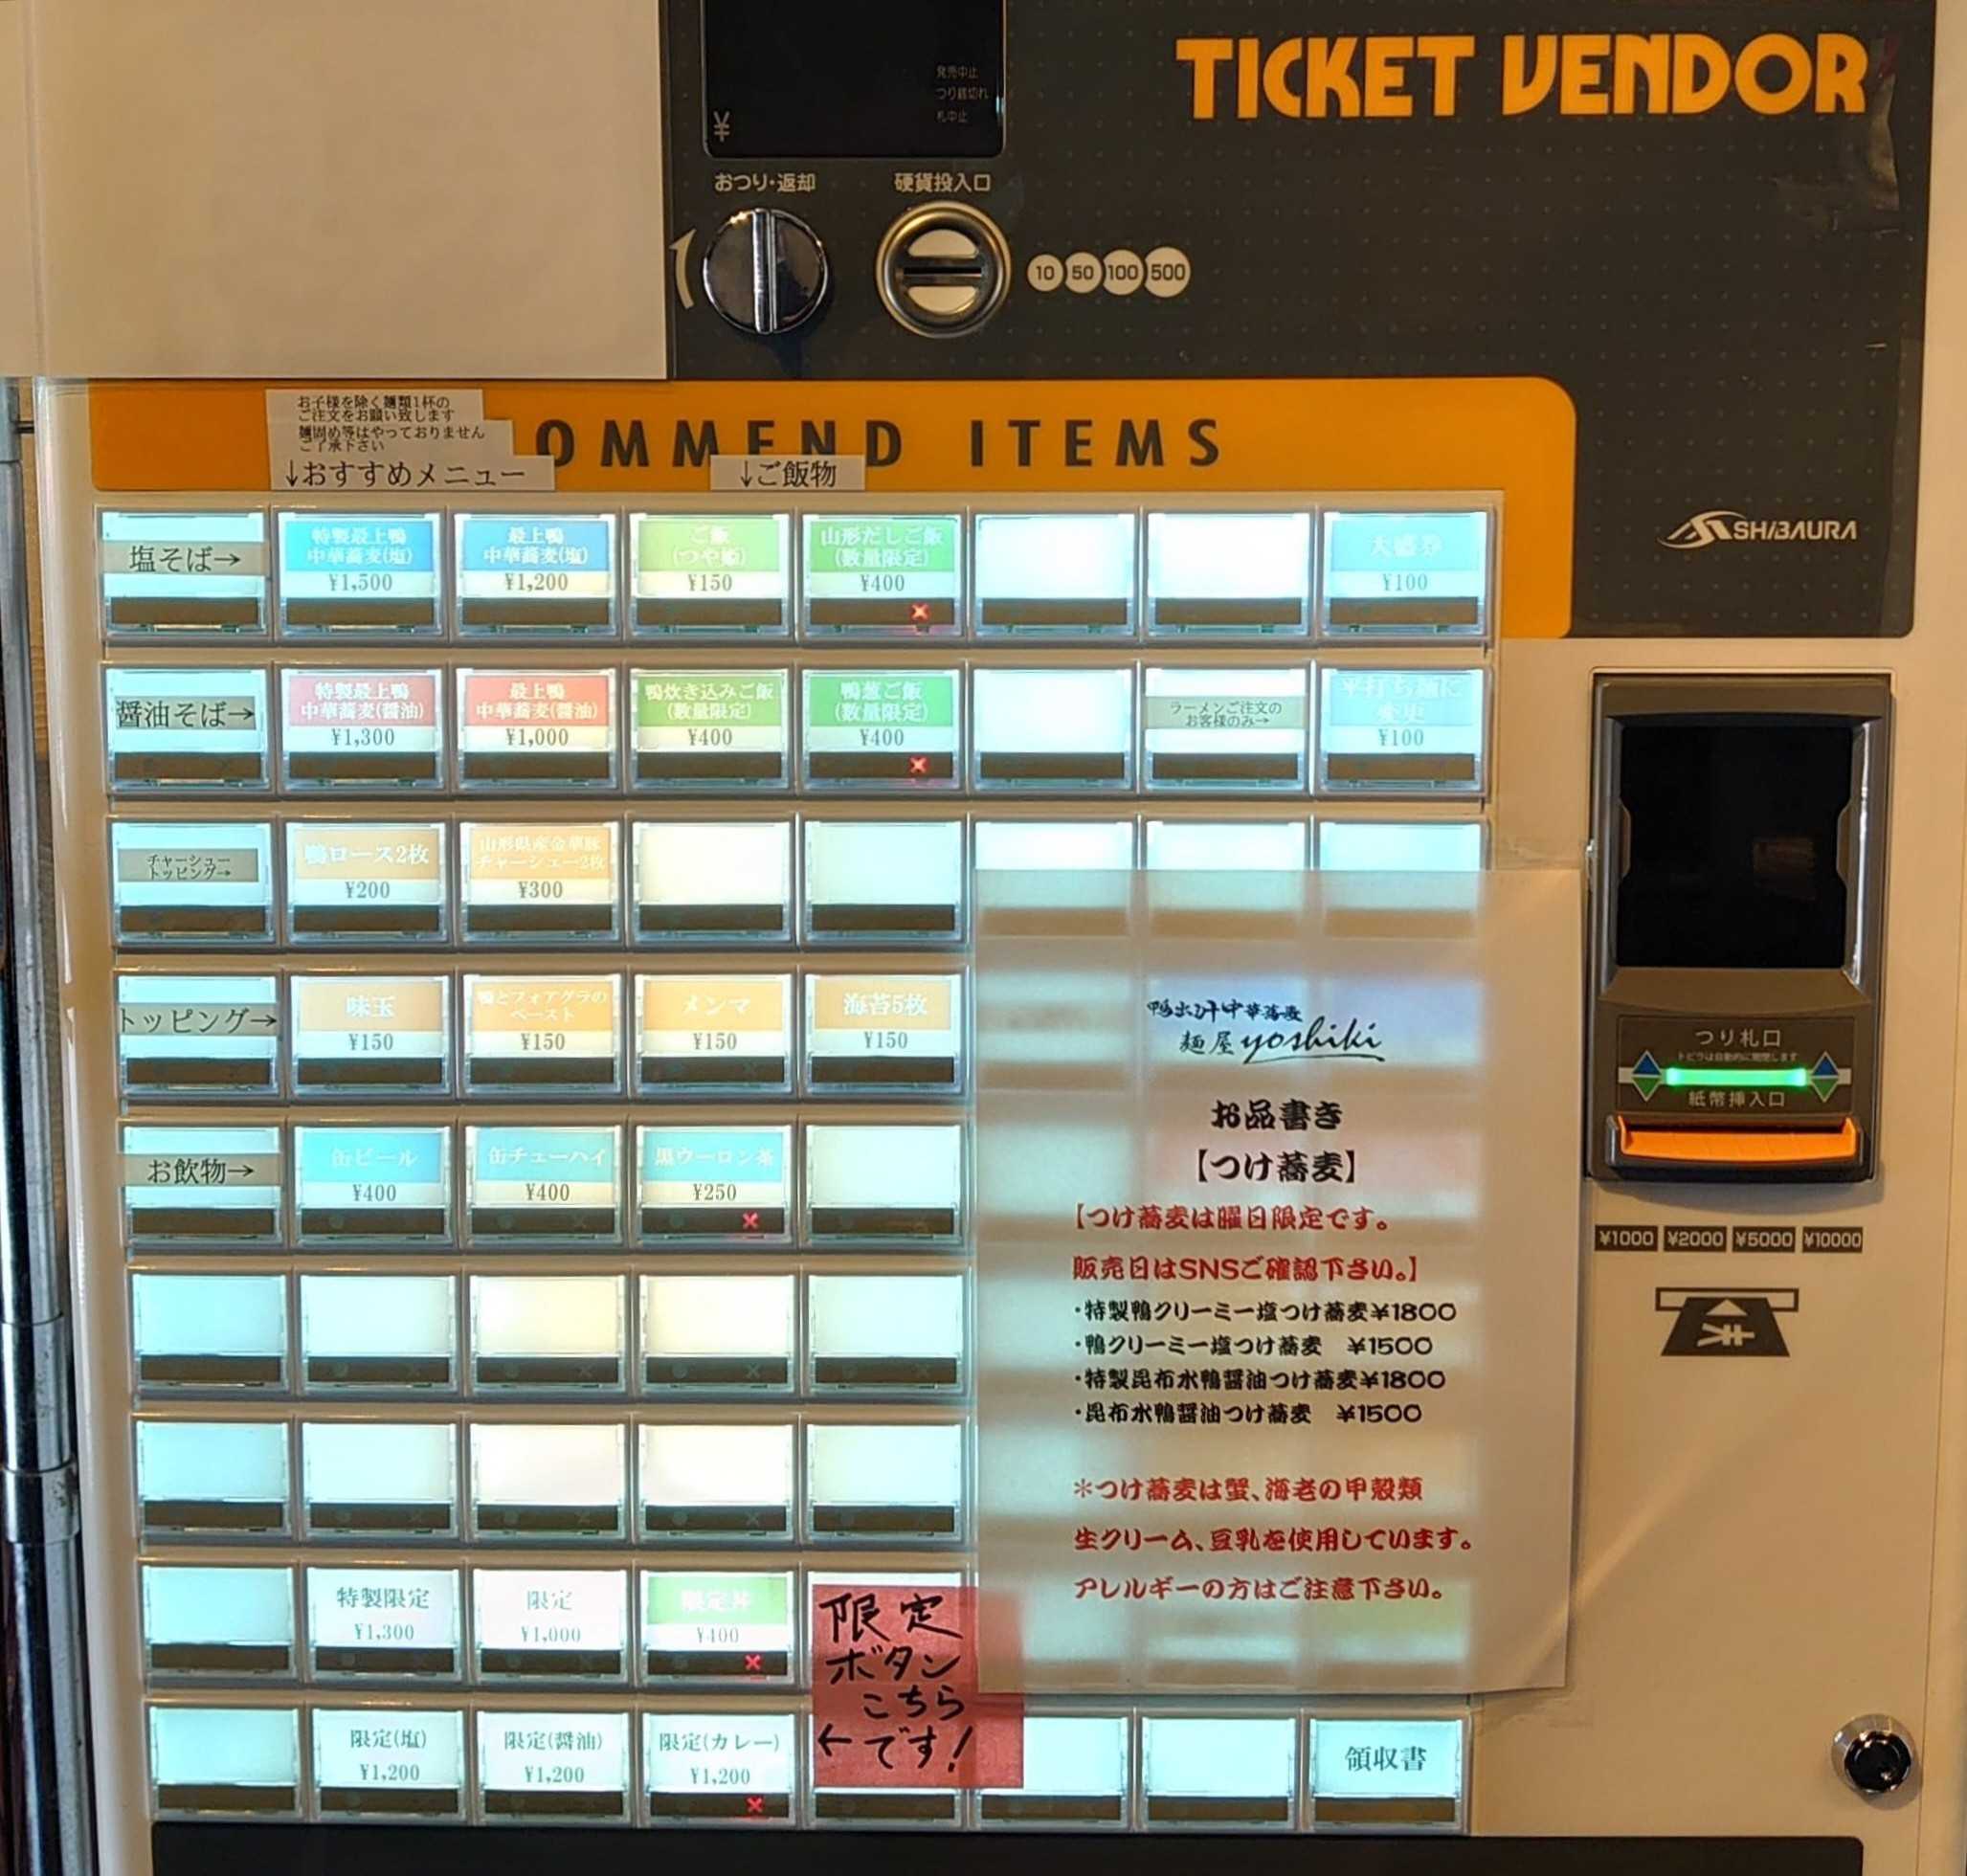 TICKET VENDOR
発売中止
つり銭切れ
札中止
¥
おつり・返却
硬貨投入口
10 50 100 500
お子様を除く麺類1杯の
ご注文をお願い致します
麺固め等はやっておりません
ご了承下さい
OMMEND ITEMS
↓おすすめメニュー
↓ご飯物
SHIBAURA
塩そば→
特製最上鴨
中華蕎麦(塩)
¥1,500
最上鴨
中華蕎麦(塩)
¥1,200
ご飯
(つや姫)
¥150
山形だしご飯
(数量限定)
¥400
大盛券
¥100
醤油そば→
特製最上鴨
中華蕎麦(醤油)
¥1,300
最上鴨
中華蕎麦(醤油)
¥1,000
鴨炊き込みご飯
(数量限定)
¥400
鴨葱ご飯
(数量限定)
¥400
ラーメンご注文の
お客様のみ→
平打ち麺に
変更
¥100
チャーシュー
トッピング→
鴨ロース2枚
¥200
山形県産金華豚
チャーシュー2枚
¥300
トッピング→
味玉
¥150
鴨とフォアグラの
ペースト
¥150
メンマ
¥150
海苔5枚
¥150
お飲物→
缶ビール
¥400
缶チューハイ
¥400
黒ウーロン茶
¥250
特製限定
¥1,300
限定
¥1,000
限定丼
¥400
限定
ボタン
こちら
←です!
限定(塩)
¥1,200
限定(醤油)
¥1,200
限定(カレー)
¥1,200
領収書
鴨出汁中華蕎麦
麺屋yoshiki
お品書き
【つけ蕎麦】
【つけ蕎麦は曜日限定です。
販売日はSNSご確認下さい。】
・特製鴨クリーミー塩つけ蕎麦¥1800
・鴨クリーミー塩つけ蕎麦 ¥1500
・特製昆布水鴨醤油つけ蕎麦¥1800
・昆布水鴨醤油つけ蕎麦 ¥1500
＊つけ蕎麦は蟹、海老の甲殻類
生クリーム、豆乳を使用しています。
アレルギーの方はご注意下さい。
つり札口
トビラは自動的に開閉します
紙幣挿入口
¥1000 ¥2000 ¥5000 ¥10000
¥